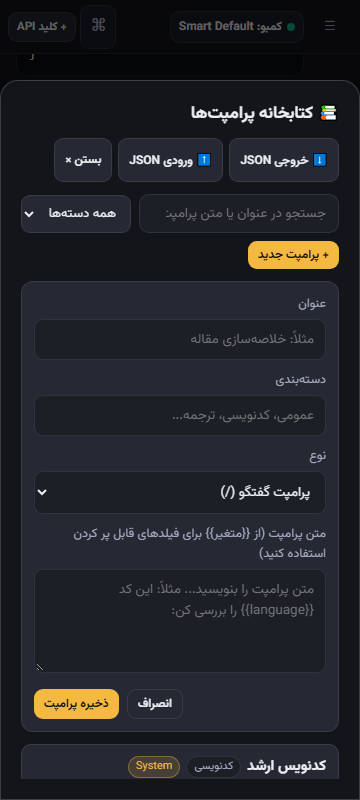 ☰
کمبو: Smart Default
⌘
+ کلید API
📚 کتابخانه پرامپت‌ها
⬇️ خروجی JSON
⬆️ ورودی JSON
بستن ×
جستجو در عنوان یا متن پرامپ
همه دسته‌ها
+ پرامپت جدید
عنوان
مثلاً: خلاصه‌سازی مقاله
دسته‌بندی
عمومی، کدنویسی، ترجمه...
نوع
پرامپت گفتگو (/)
متن پرامپت (از {{متغیر}} برای فیلدهای قابل پر کردن
استفاده کنید)
متن پرامپت را بنویسید... مثلاً: این کد
{{language}} را بررسی کن:
انصراف
ذخیره پرامپت
کدنویس ارشد
کدنویسی
System